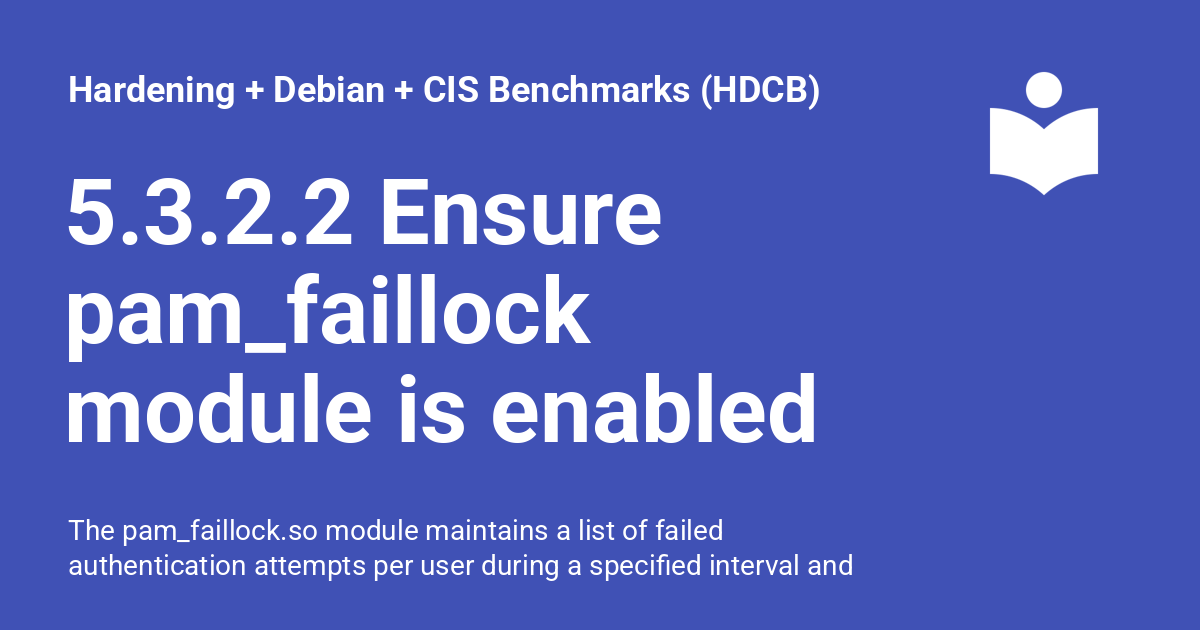 Hardening + Debian + CIS Benchmarks (HDCB)
5.3.2.2 Ensure
pam_faillock
module is enabled
The pam_faillock.so module maintains a list of failed
authentication attempts per user during a specified interval and